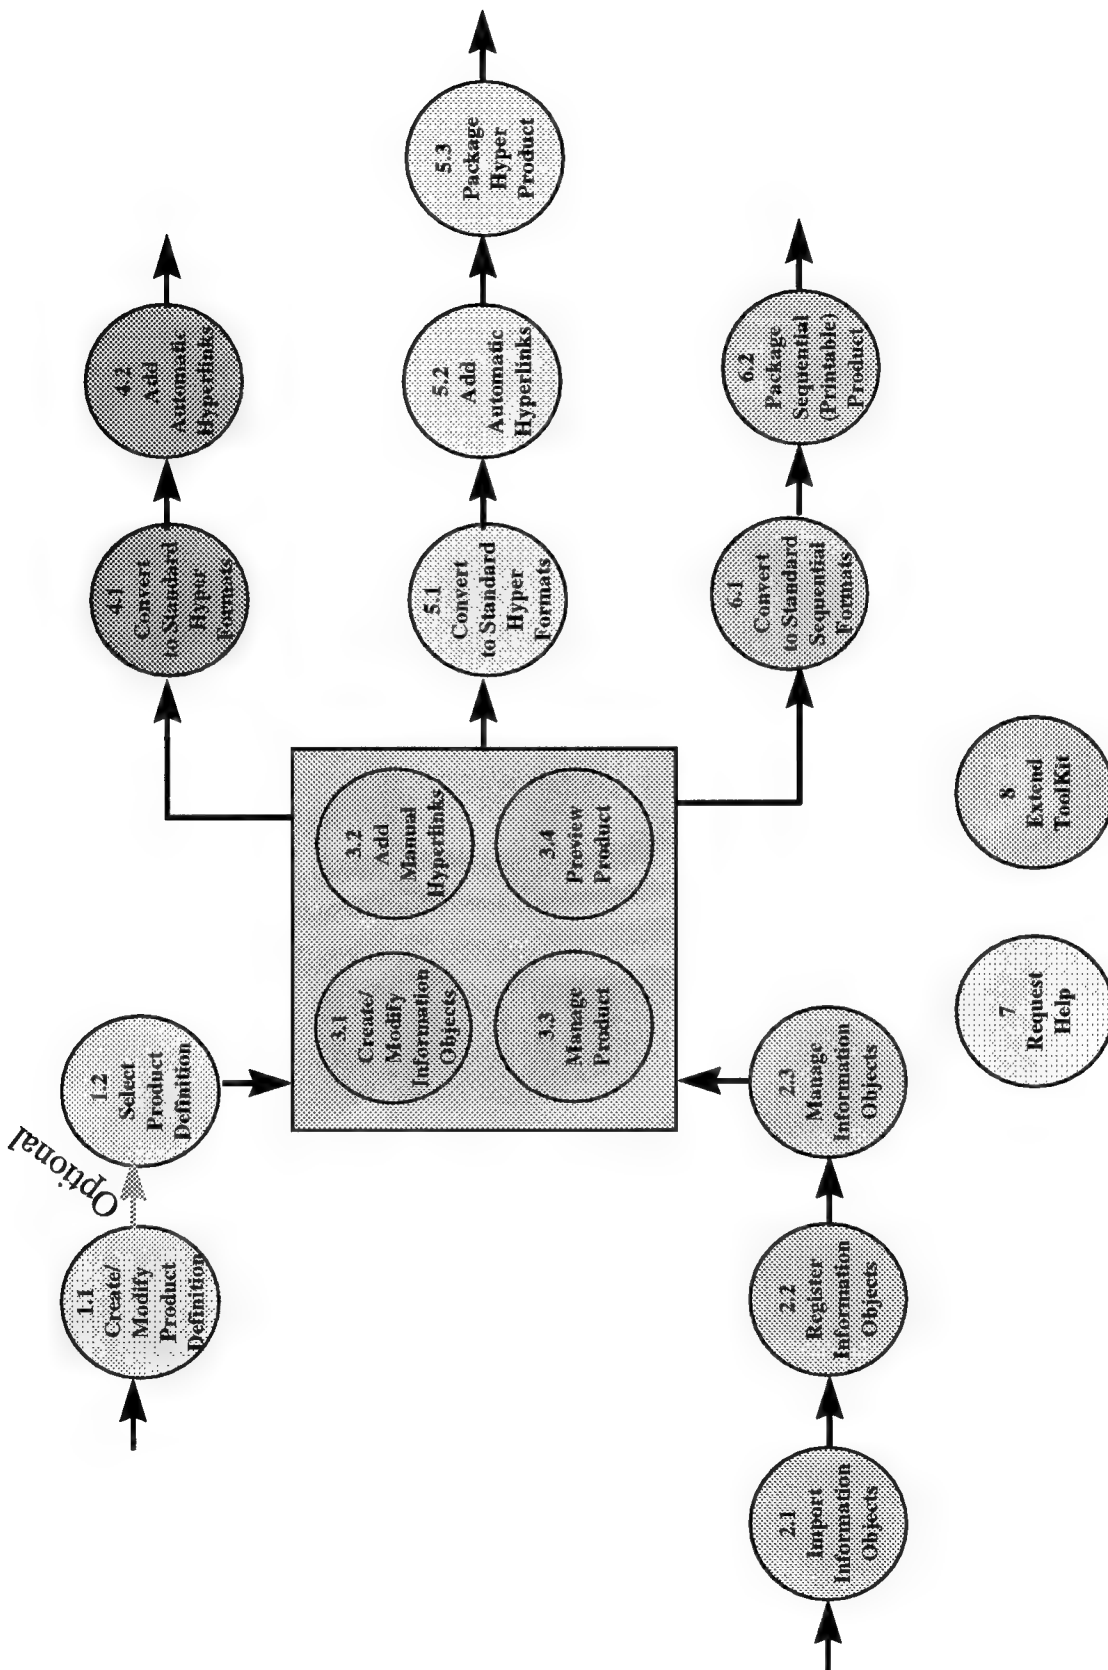 1.1
Create/
Modify
Product
Definition
Optional
1.2
Select
Product
Definition
2.1
Import
Information
Objects
2.2
Register
Information
Objects
2.3
Manage
Information
Objects
3.1
Create/
Modify
Information
Objects
3.2
Add
Manual
Hyperlinks
3.3
Manage
Product
3.4
Preview
Product
4.1
Convert
to Standard
Hyper
Formats
4.2
Add
Automatic
Hyperlinks
5.1
Convert
to Standard
Hyper
Formats
5.2
Add
Automatic
Hyperlinks
5.3
Package
Hyper
Product
6.1
Convert
to Standard
Sequential
Formats
6.2
Package
Sequential
(Printable)
Product
7
Request
Help
8
Extend
ToolKit